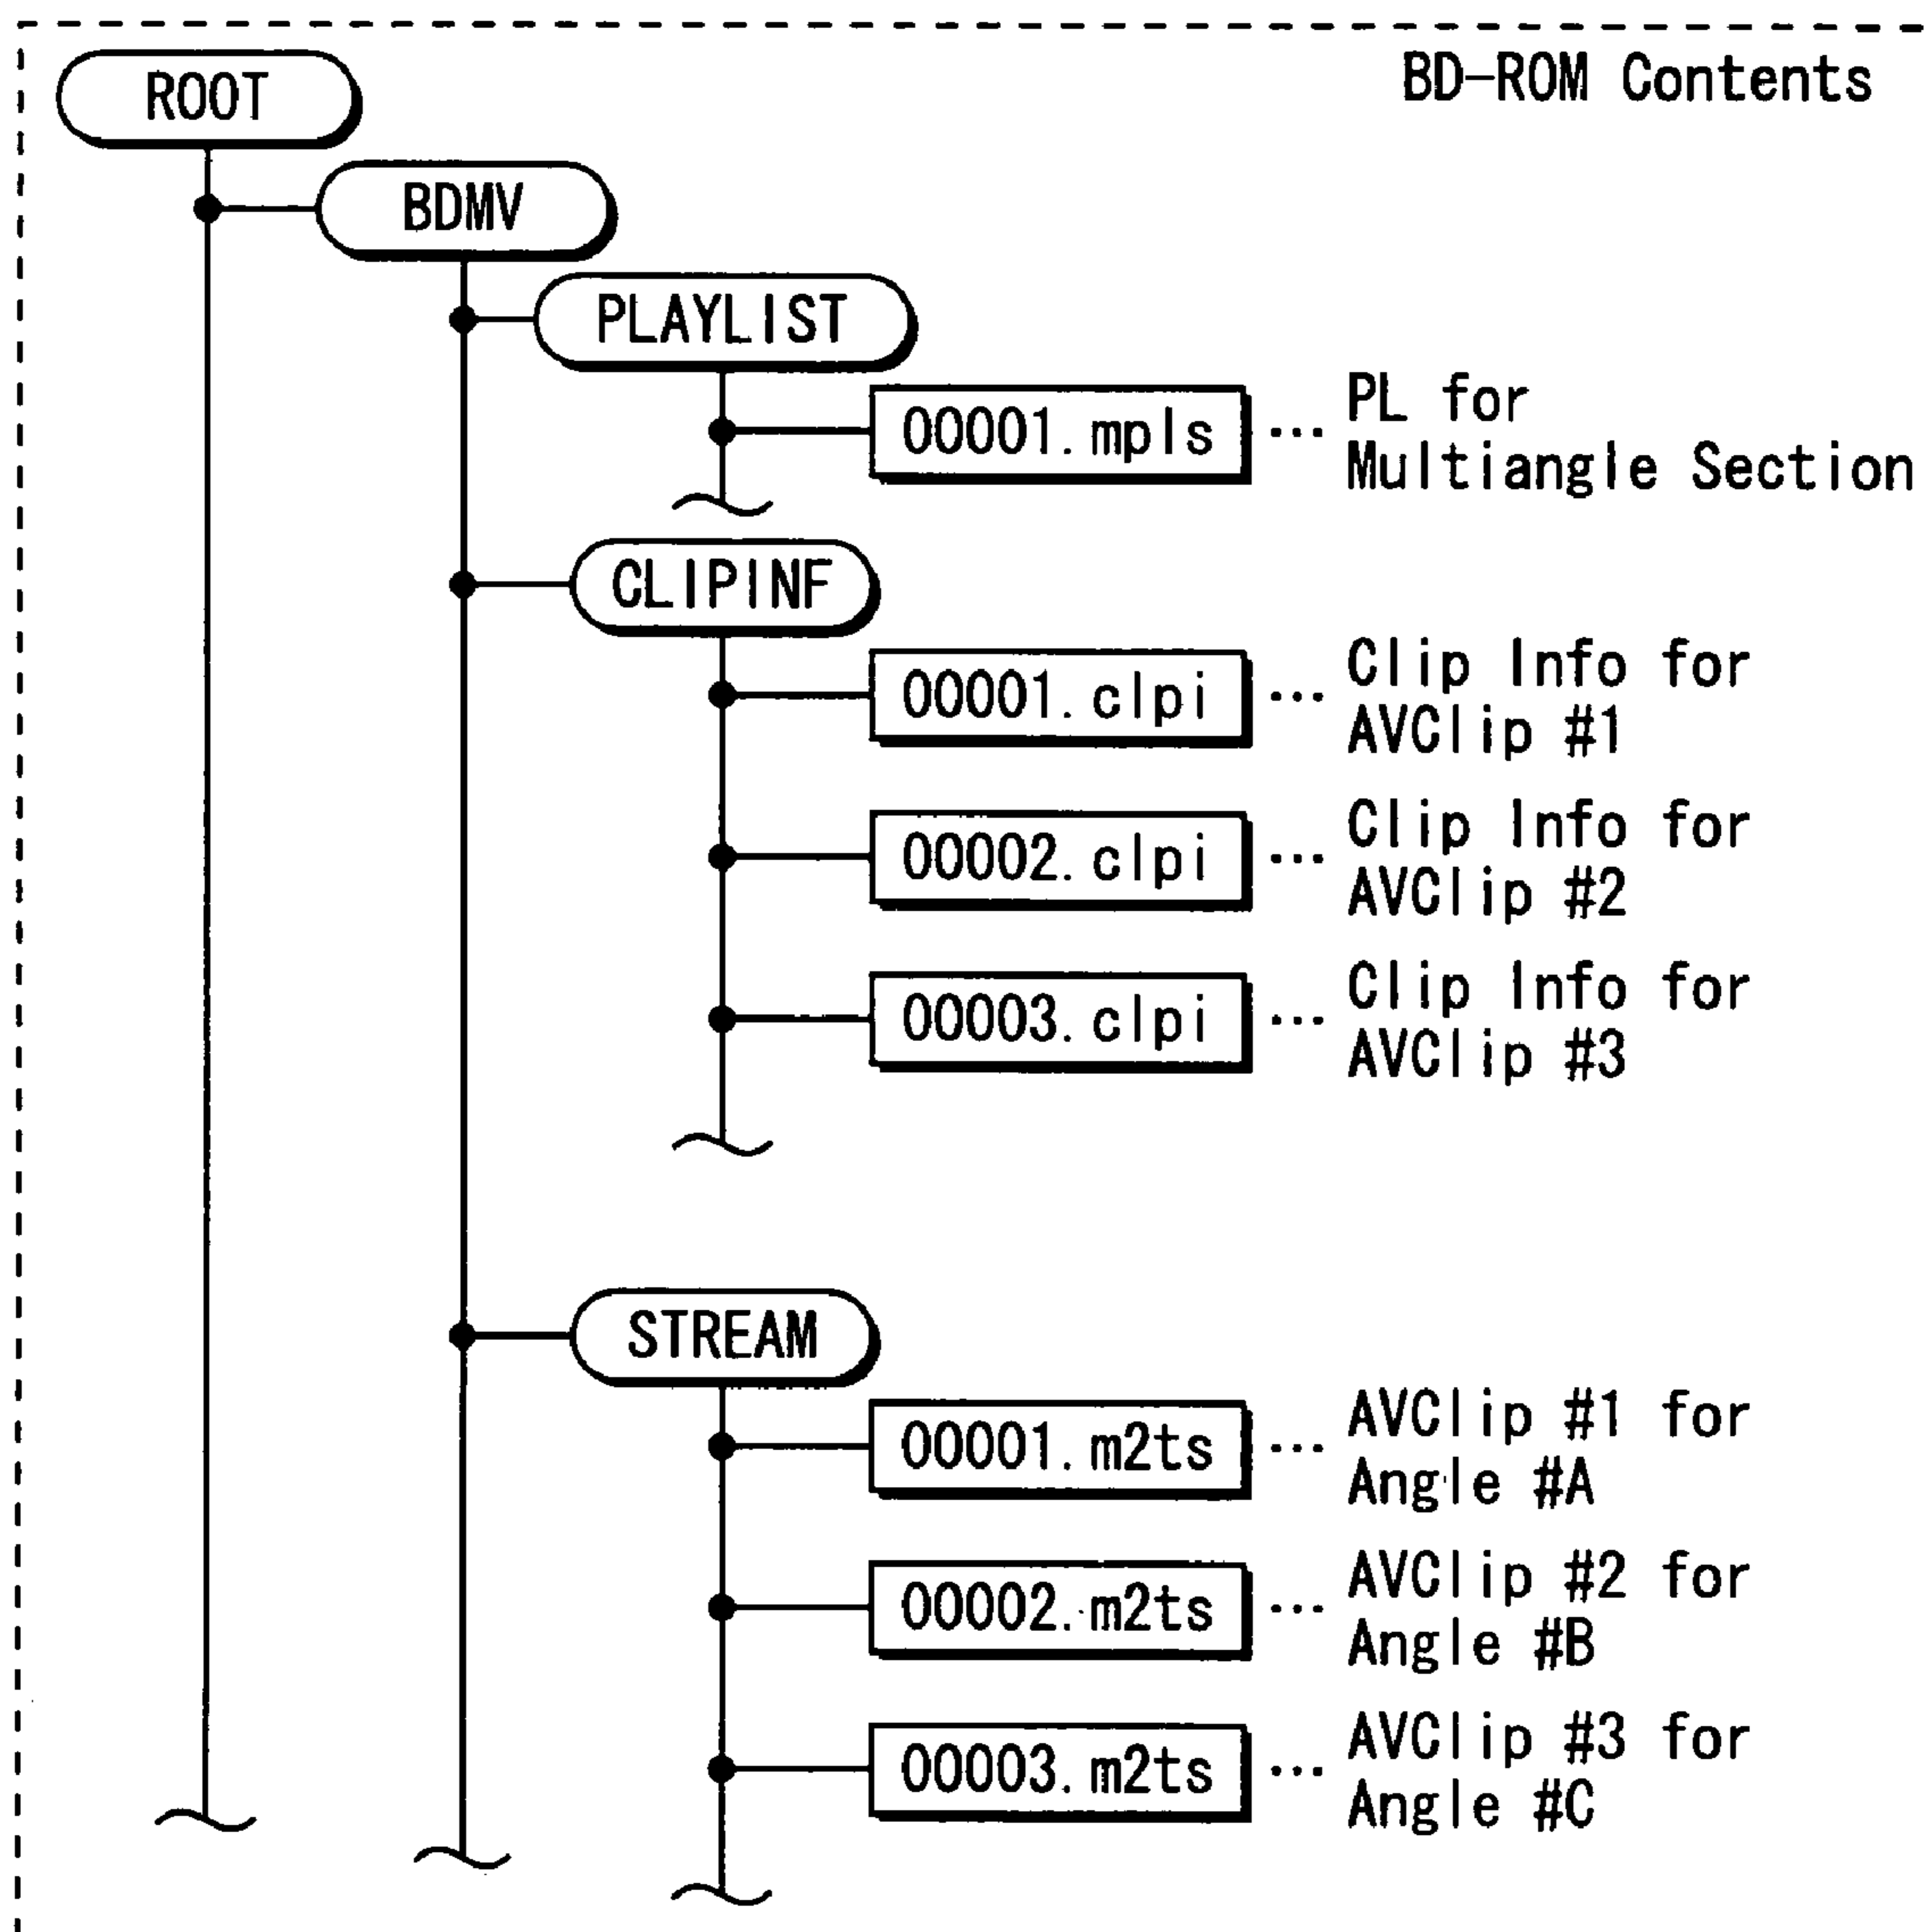 BD-ROM Contents
ROOT
BDMV
PLAYLIST
00001.mpls ... PL for
Multiangle Section
CLIPINF
00001.clpi ... Clip Info for
AVClip #1
00002.clpi ... Clip Info for
AVClip #2
00003.clpi ... Clip Info for
AVClip #3
STREAM
00001.m2ts ... AVClip #1 for
Angle #A
00002.m2ts ... AVClip #2 for
Angle #B
00003.m2ts ... AVClip #3 for
Angle #C